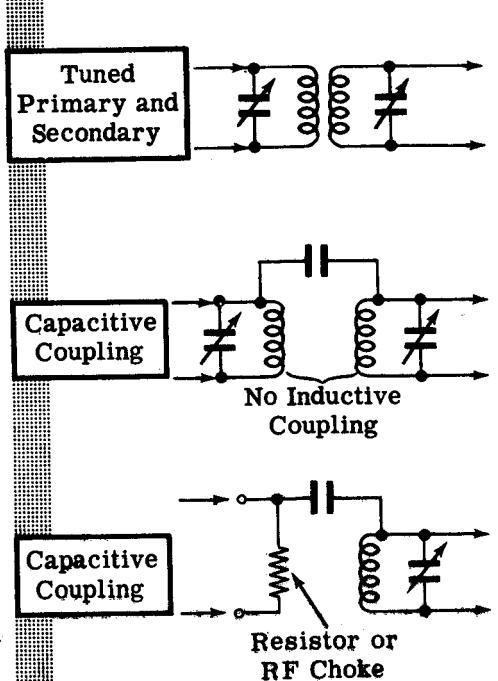 Tuned
Primary and
Secondary
Capacitive
Coupling
No Inductive
Coupling
Capacitive
Coupling
Resistor or
RF Choke